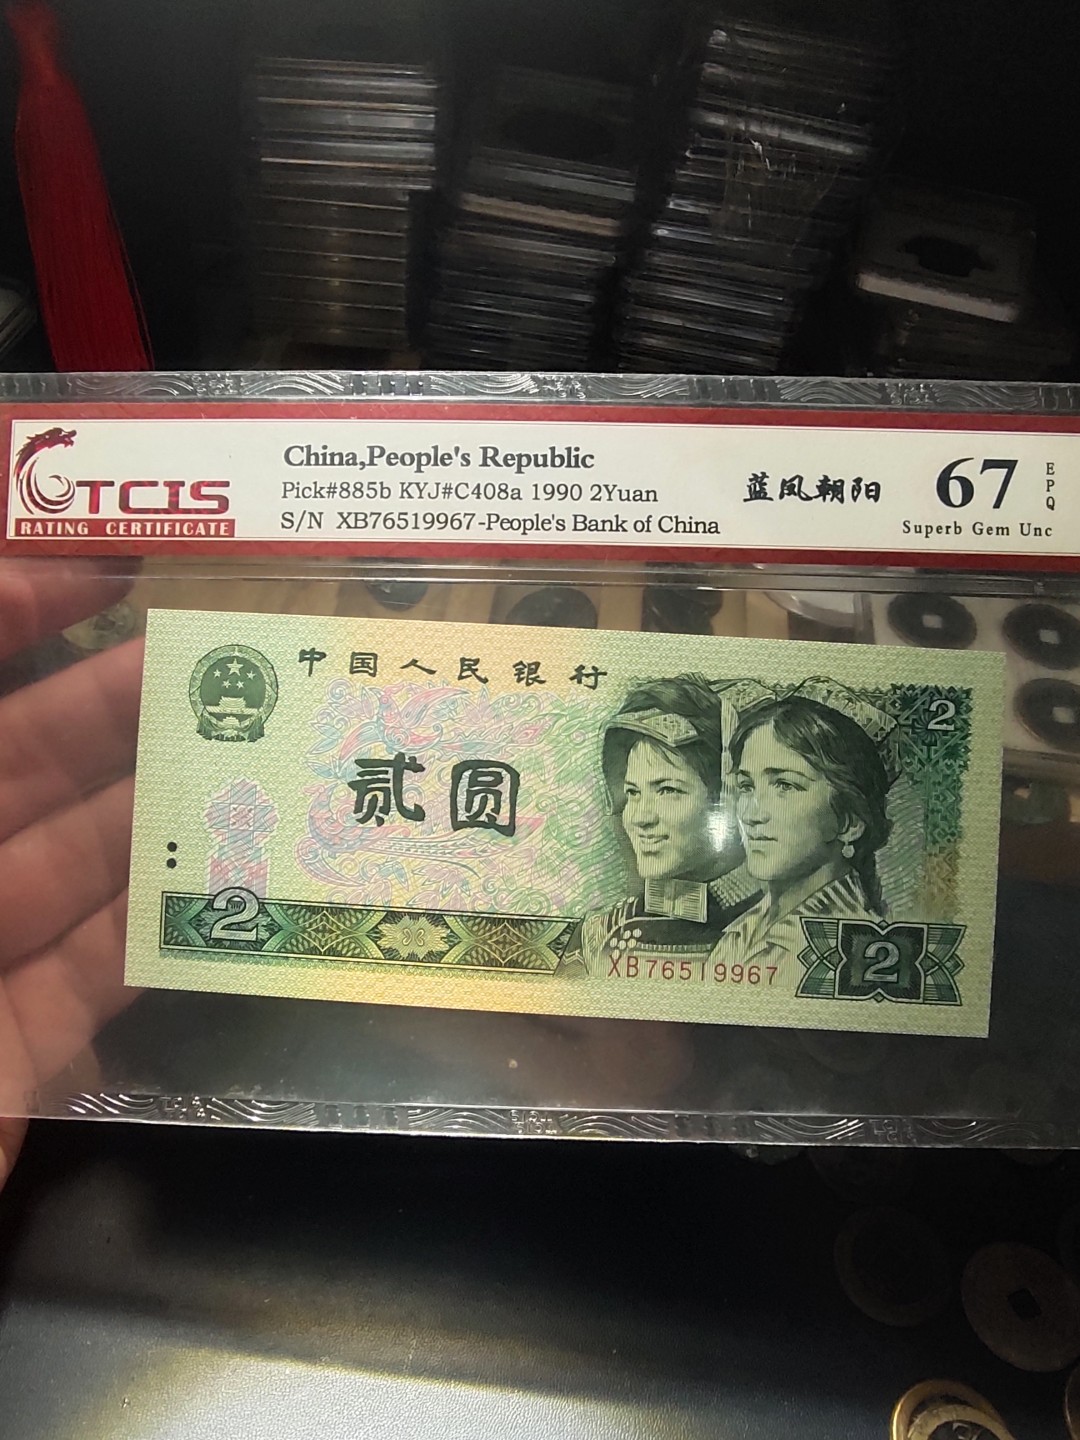 TCIS
RATING CERTIFICATE
China,People's Republic
Pick#885b KYJ#C408a 1990 2Yuan
S/N XB76519967-People's Bank of China
蓝凤朝阳
67
EPQ
Superb Gem Unc
中国人民银行
2
贰圆
2
XB76519967
2